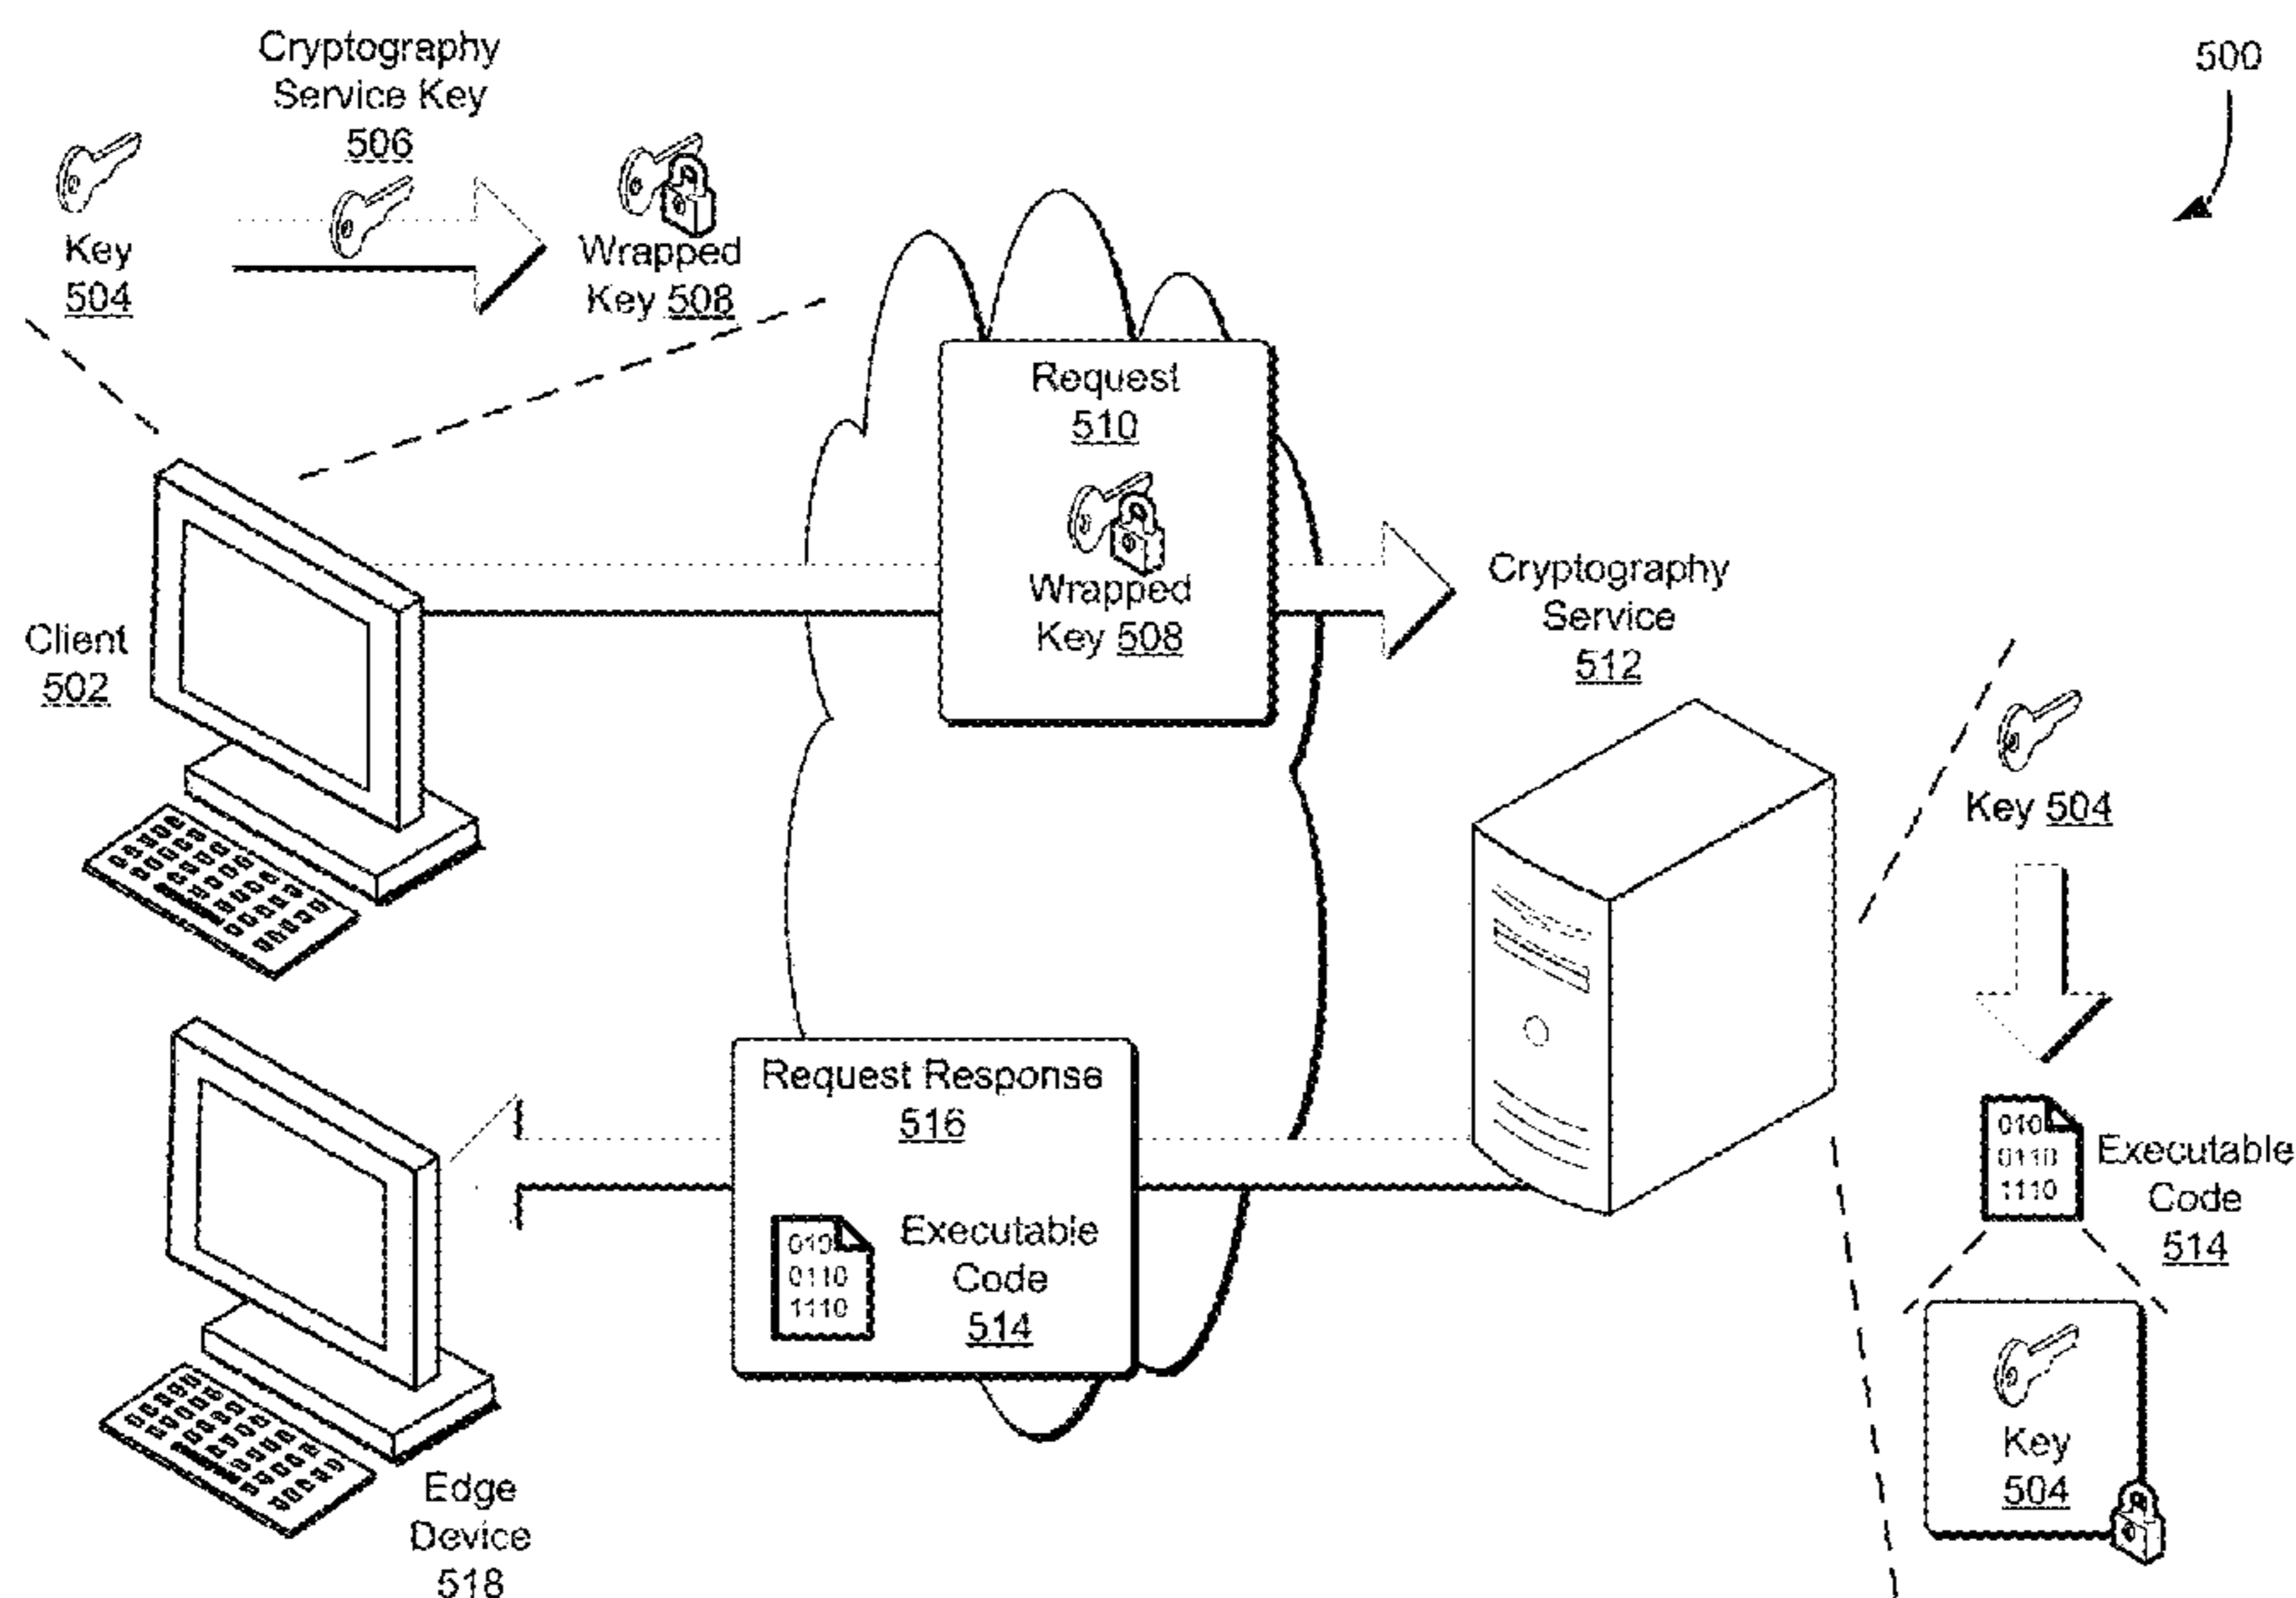 Cryptography
Service Key
506
500
Key
504
Wrapped
Key 508
Request
510
Wrapped
Key 508
Cryptography
Service
512
Client
502
Key 504
Request Response
516
010
0110
1110
Executable
Code
514
010
0110
1110
Executable
Code
514
Key
504
Edge
Device
518